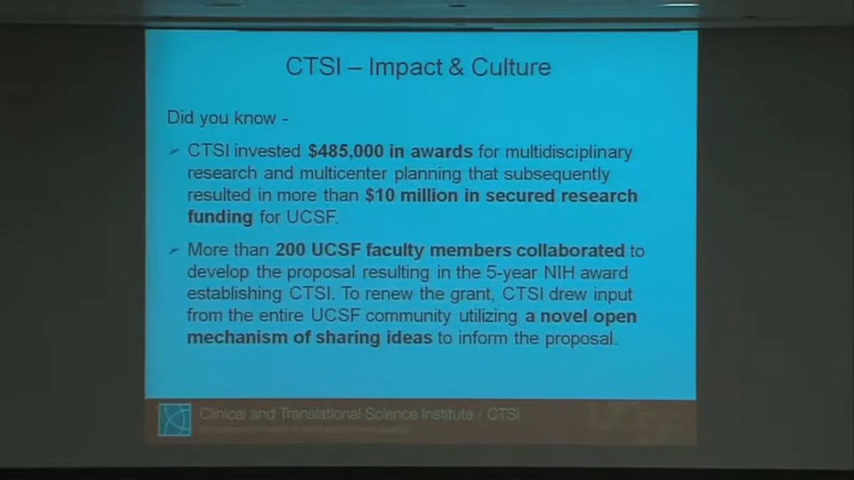 CTSI – Impact & Culture
Did you know -
CTSI invested $485,000 in awards for multidisciplinary
research and multicenter planning that subsequently
resulted in more than $10 million in secured research
funding for UCSF.
More than 200 UCSF faculty members collaborated to
develop the proposal resulting in the 5-year NIH award
establishing CTSI. To renew the grant, CTSI drew input
from the entire UCSF community utilizing a novel open
mechanism of sharing ideas to inform the proposal.
Clinical and Translational Science Institute / CTSI
UCSF